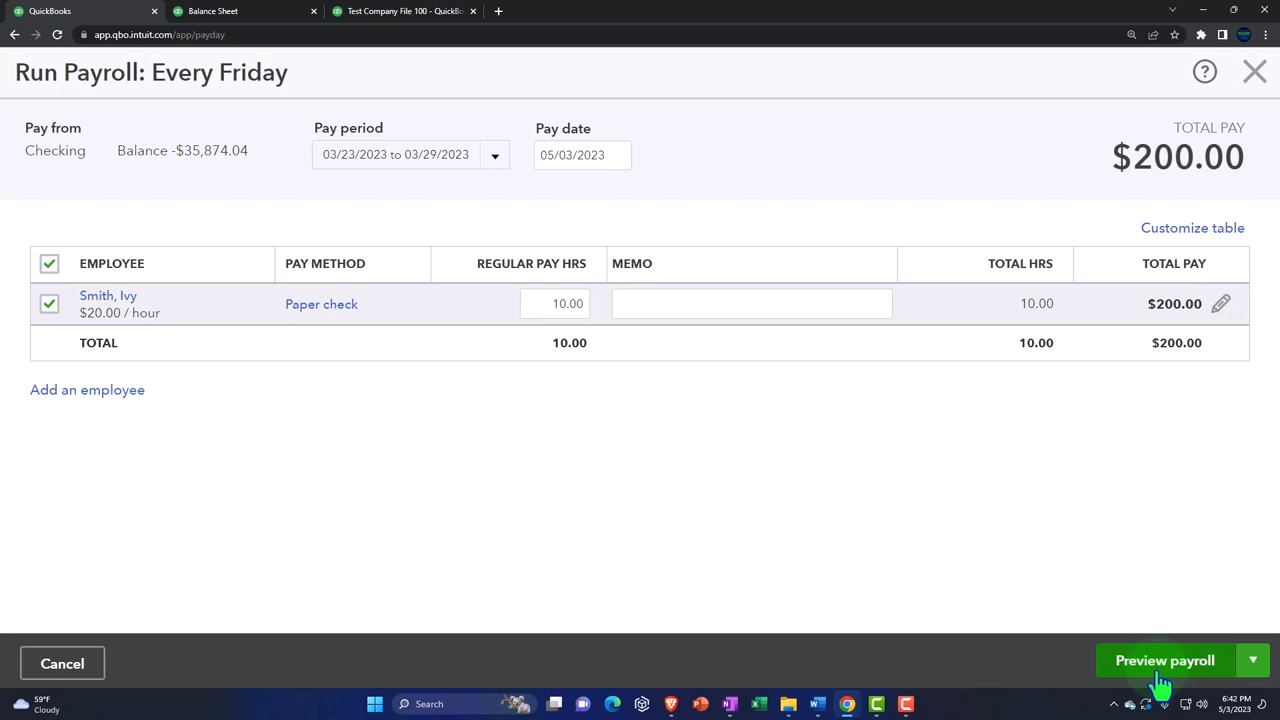 QuickBooks
Balance Sheet
Test Company File 100 - QuickBo
app.qbo.intuit.com/app/payday
Run Payroll: Every Friday
Pay from
Checking Balance -$35,874.04
Pay period
03/23/2023 to 03/29/2023
Pay date
05/03/2023
TOTAL PAY
$200.00
Customize table
EMPLOYEE PAY METHOD REGULAR PAY HRS MEMO TOTAL HRS TOTAL PAY
Smith, Ivy
$20.00 / hour
Paper check 10.00 10.00 $200.00
TOTAL 10.00 10.00 $200.00
Add an employee
Cancel
Preview payroll
59°F
Cloudy
Search
6:42 PM
5/3/2023